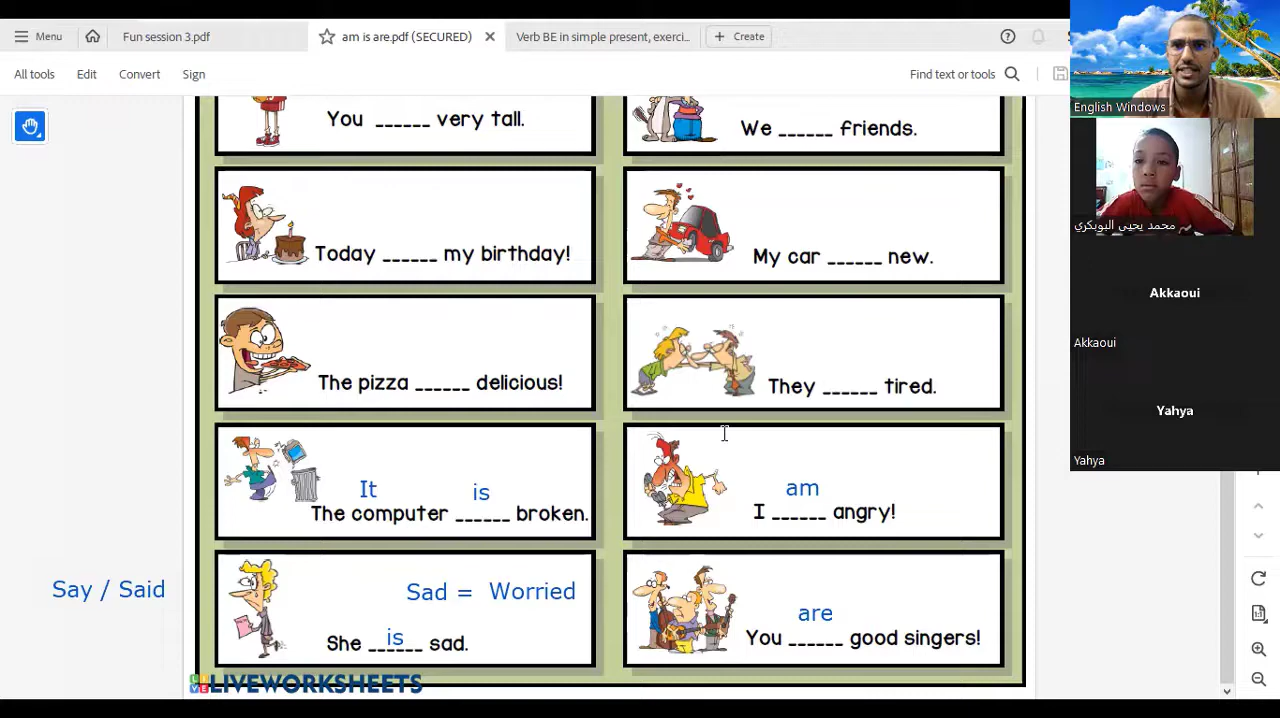 Menu
Fun session 3.pdf
am is are.pdf (SECURED)
Verb BE in simple present, exerci...
Create
All tools
Edit
Convert
Sign
Find text or tools
You ______ very tall.
We ______ friends.
Today ______ my birthday!
My car ______ new.
The pizza ______ delicious!
They ______ tired.
It is
The computer ______ broken.
am
I ______ angry!
Say / Said
Sad = Worried
is
She ______ sad.
are
You ______ good singers!
LIVE LIVEWORKSHEETS
English Windows
محمد يحيى البوبكري
Akkaoui
Akkaoui
Yahya
Yahya